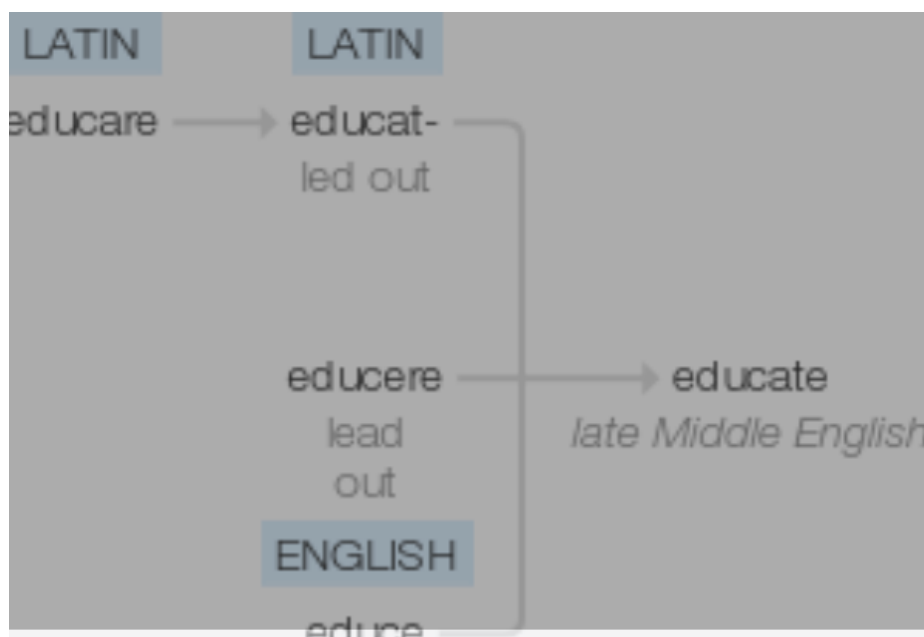 LATIN LATIN
educare educat-
led out
educere educate
lead late Middle English
out
ENGLISH
educe